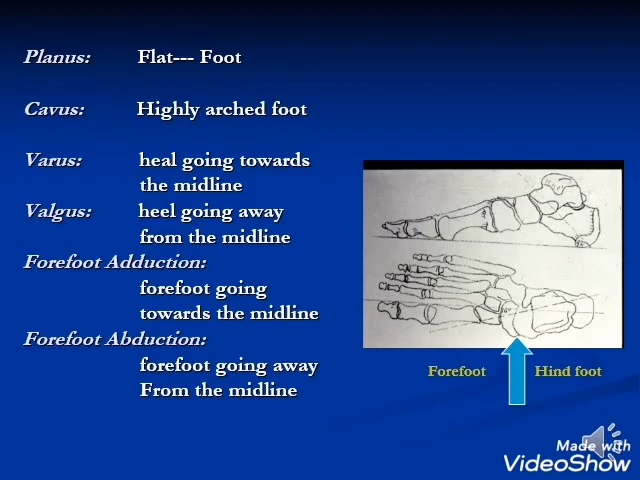 Planus: Flat--- Foot
Cavus: Highly arched foot
Varus: heal going towards
the midline
Valgus: heel going away
from the midline
Forefoot Adduction:
forefoot going
towards the midline
Forefoot Abduction:
forefoot going away
From the midline
Forefoot Hind foot
Made with
VideoShow